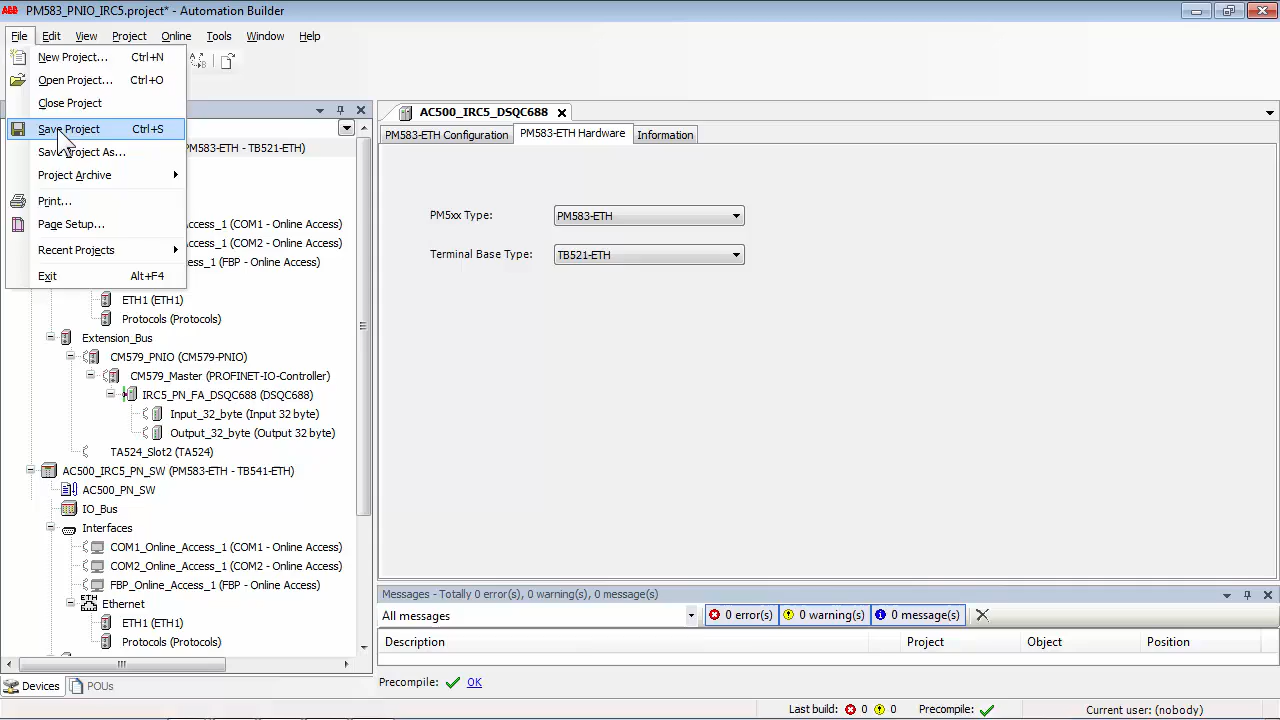 ABB PM583_PNIO_IRC5.project* - Automation Builder
File Edit View Project Online Tools Window Help
New Project... Ctrl+N
Open Project... Ctrl+O
Close Project
Save Project Ctrl+S
Save Project As...
Project Archive
Print...
Page Setup...
Recent Projects
Exit Alt+F4
PM583-ETH - TB521-ETH)
ccess_1 (COM1 - Online Access)
ccess_1 (COM2 - Online Access)
ccess_1 (FBP - Online Access)
ETH1 (ETH1)
Protocols (Protocols)
Extension_Bus
CM579_PNIO (CM579-PNIO)
CM579_Master (PROFINET-IO-Controller)
IRC5_PN_FA_DSQC688 (DSQC688)
Input_32_byte (Input 32 byte)
Output_32_byte (Output 32 byte)
TA524_Slot2 (TA524)
AC500_IRC5_PN_SW (PM583-ETH - TB541-ETH)
AC500_PN_SW
IO_Bus
Interfaces
COM1_Online_Access_1 (COM1 - Online Access)
COM2_Online_Access_1 (COM2 - Online Access)
FBP_Online_Access_1 (FBP - Online Access)
ETH Ethernet
ETH1 (ETH1)
Protocols (Protocols)
Devices POUs
AC500_IRC5_DSQC688
PM583-ETH Configuration PM583-ETH Hardware Information
PM5xx Type: PM583-ETH
Terminal Base Type: TB521-ETH
Messages - Totally 0 error(s), 0 warning(s), 0 message(s)
All messages 0 error(s) 0 warning(s) 0 message(s)
Description Project Object Position
Precompile: OK
Last build: 0 0 Precompile: Current user: (nobody)